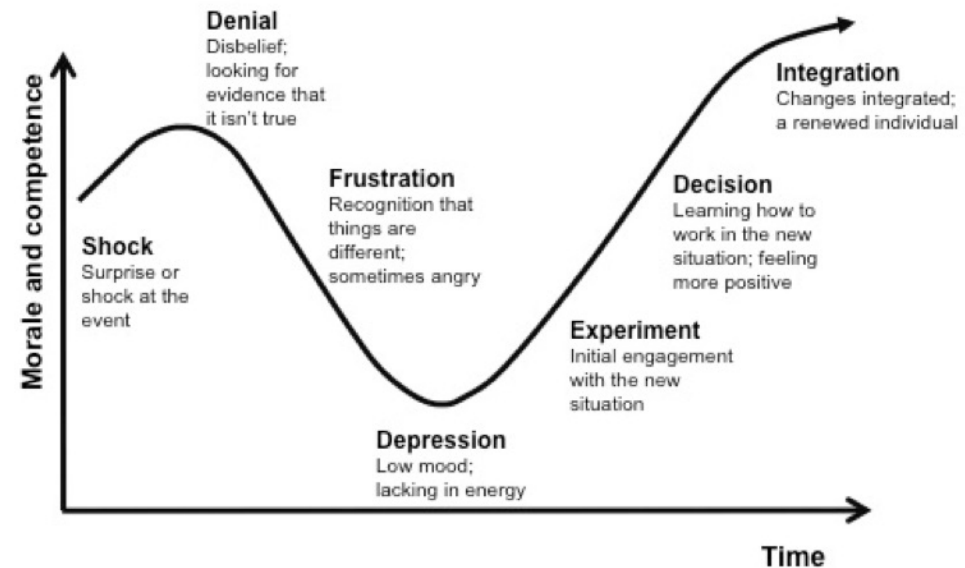 Denial
Disbelief;
looking for
evidence that
it isn't true
Morale and competence
Shock
Surprise or
shock at the
event
Frustration
Recognition that
things are
different;
sometimes angry
Depression
Low mood;
lacking in energy
Experiment
Initial engagement
with the new
situation
Decision
Learning how to
work in the new
situation; feeling
more positive
Integration
Changes integrated;
a renewed individual
Time